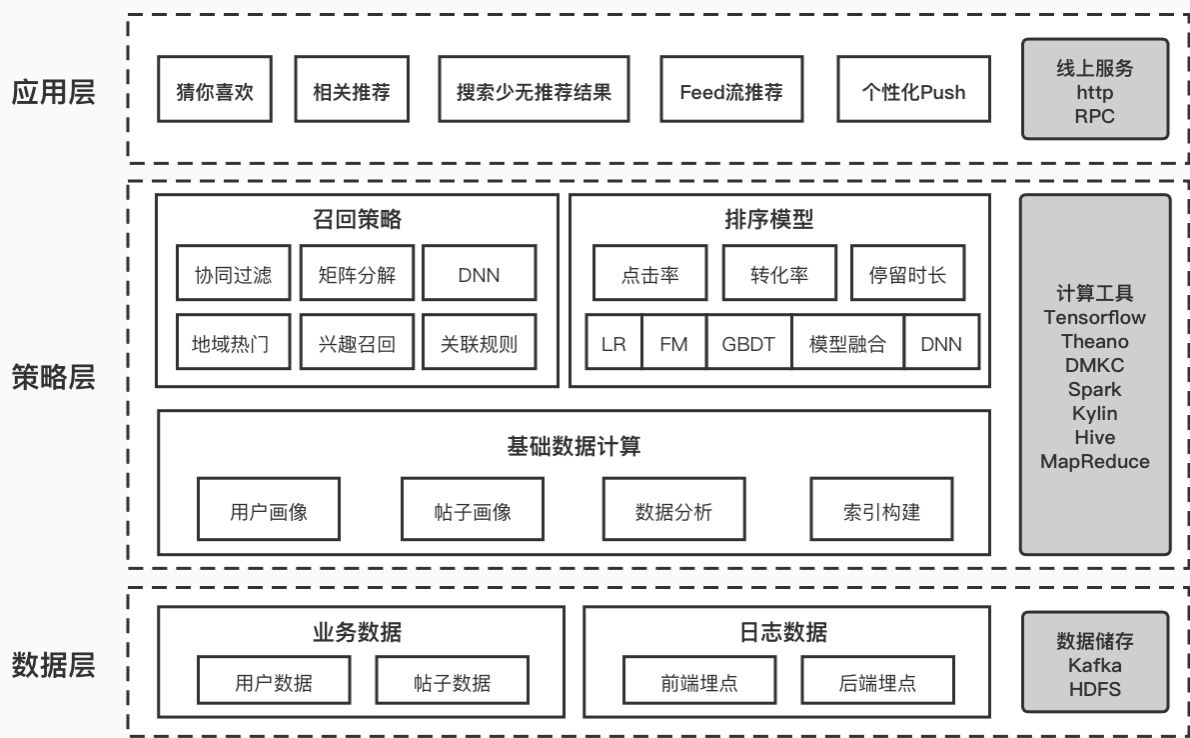 应用层
猜你喜欢
相关推荐
搜索少无推荐结果
Feed流推荐
个性化Push
线上服务
http
RPC
策略层
召回策略
协同过滤
矩阵分解
DNN
地域热门
兴趣召回
关联规则
排序模型
点击率
转化率
停留时长
LR
FM
GBDT
模型融合
DNN
基础数据计算
用户画像
帖子画像
数据分析
索引构建
计算工具
Tensorflow
Theano
DMKC
Spark
Kylin
Hive
MapReduce
数据层
业务数据
用户数据
帖子数据
日志数据
前端埋点
后端埋点
数据储存
Kafka
HDFS